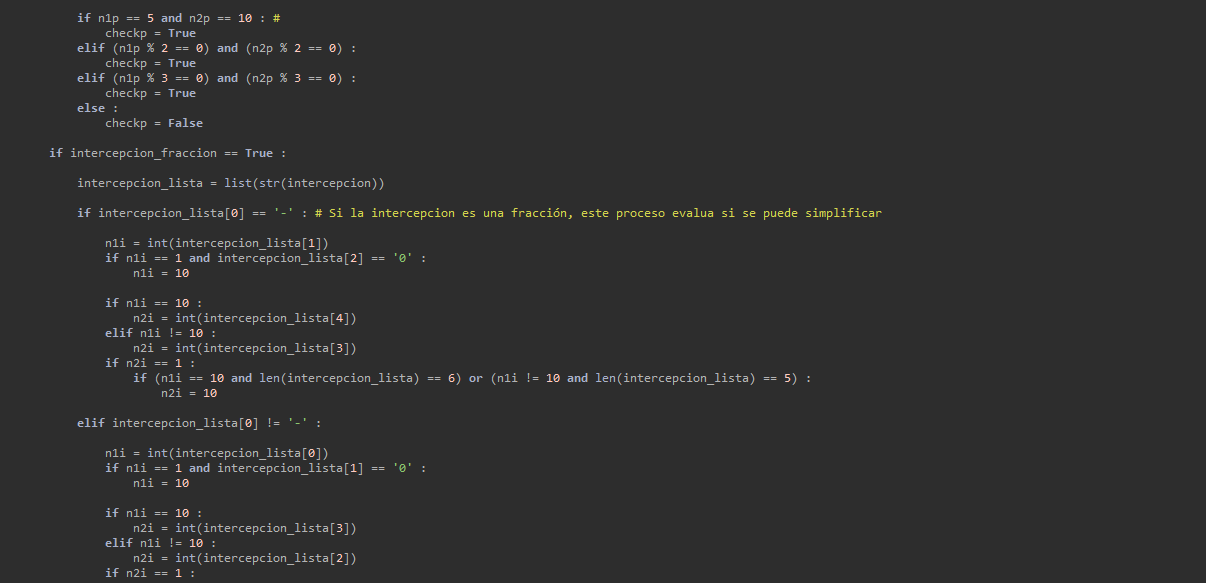 if n1p == 5 and n2p == 10 : #
    checkp = True
elif (n1p % 2 == 0) and (n2p % 2 == 0) :
    checkp = True
elif (n1p % 3 == 0) and (n2p % 3 == 0) :
    checkp = True
else :
    checkp = False
if intercepcion_fraccion == True :
    intercepcion_lista = list(str(intercepcion))
    if intercepcion_lista[0] == '-' : # Si la intercepcion es una fracción, este proceso evalua si se puede simplificar
        n1i = int(intercepcion_lista[1])
        if n1i == 1 and intercepcion_lista[2] == '0' :
            n1i = 10
        if n1i == 10 :
            n2i = int(intercepcion_lista[4])
        elif n1i != 10 :
            n2i = int(intercepcion_lista[3])
        if n2i == 1 :
            if (n1i == 10 and len(intercepcion_lista) == 6) or (n1i != 10 and len(intercepcion_lista) == 5) :
                n2i = 10
    elif intercepcion_lista[0] != '-' :
        n1i = int(intercepcion_lista[0])
        if n1i == 1 and intercepcion_lista[1] == '0' :
            n1i = 10
        if n1i == 10 :
            n2i = int(intercepcion_lista[3])
        elif n1i != 10 :
            n2i = int(intercepcion_lista[2])
        if n2i == 1 :